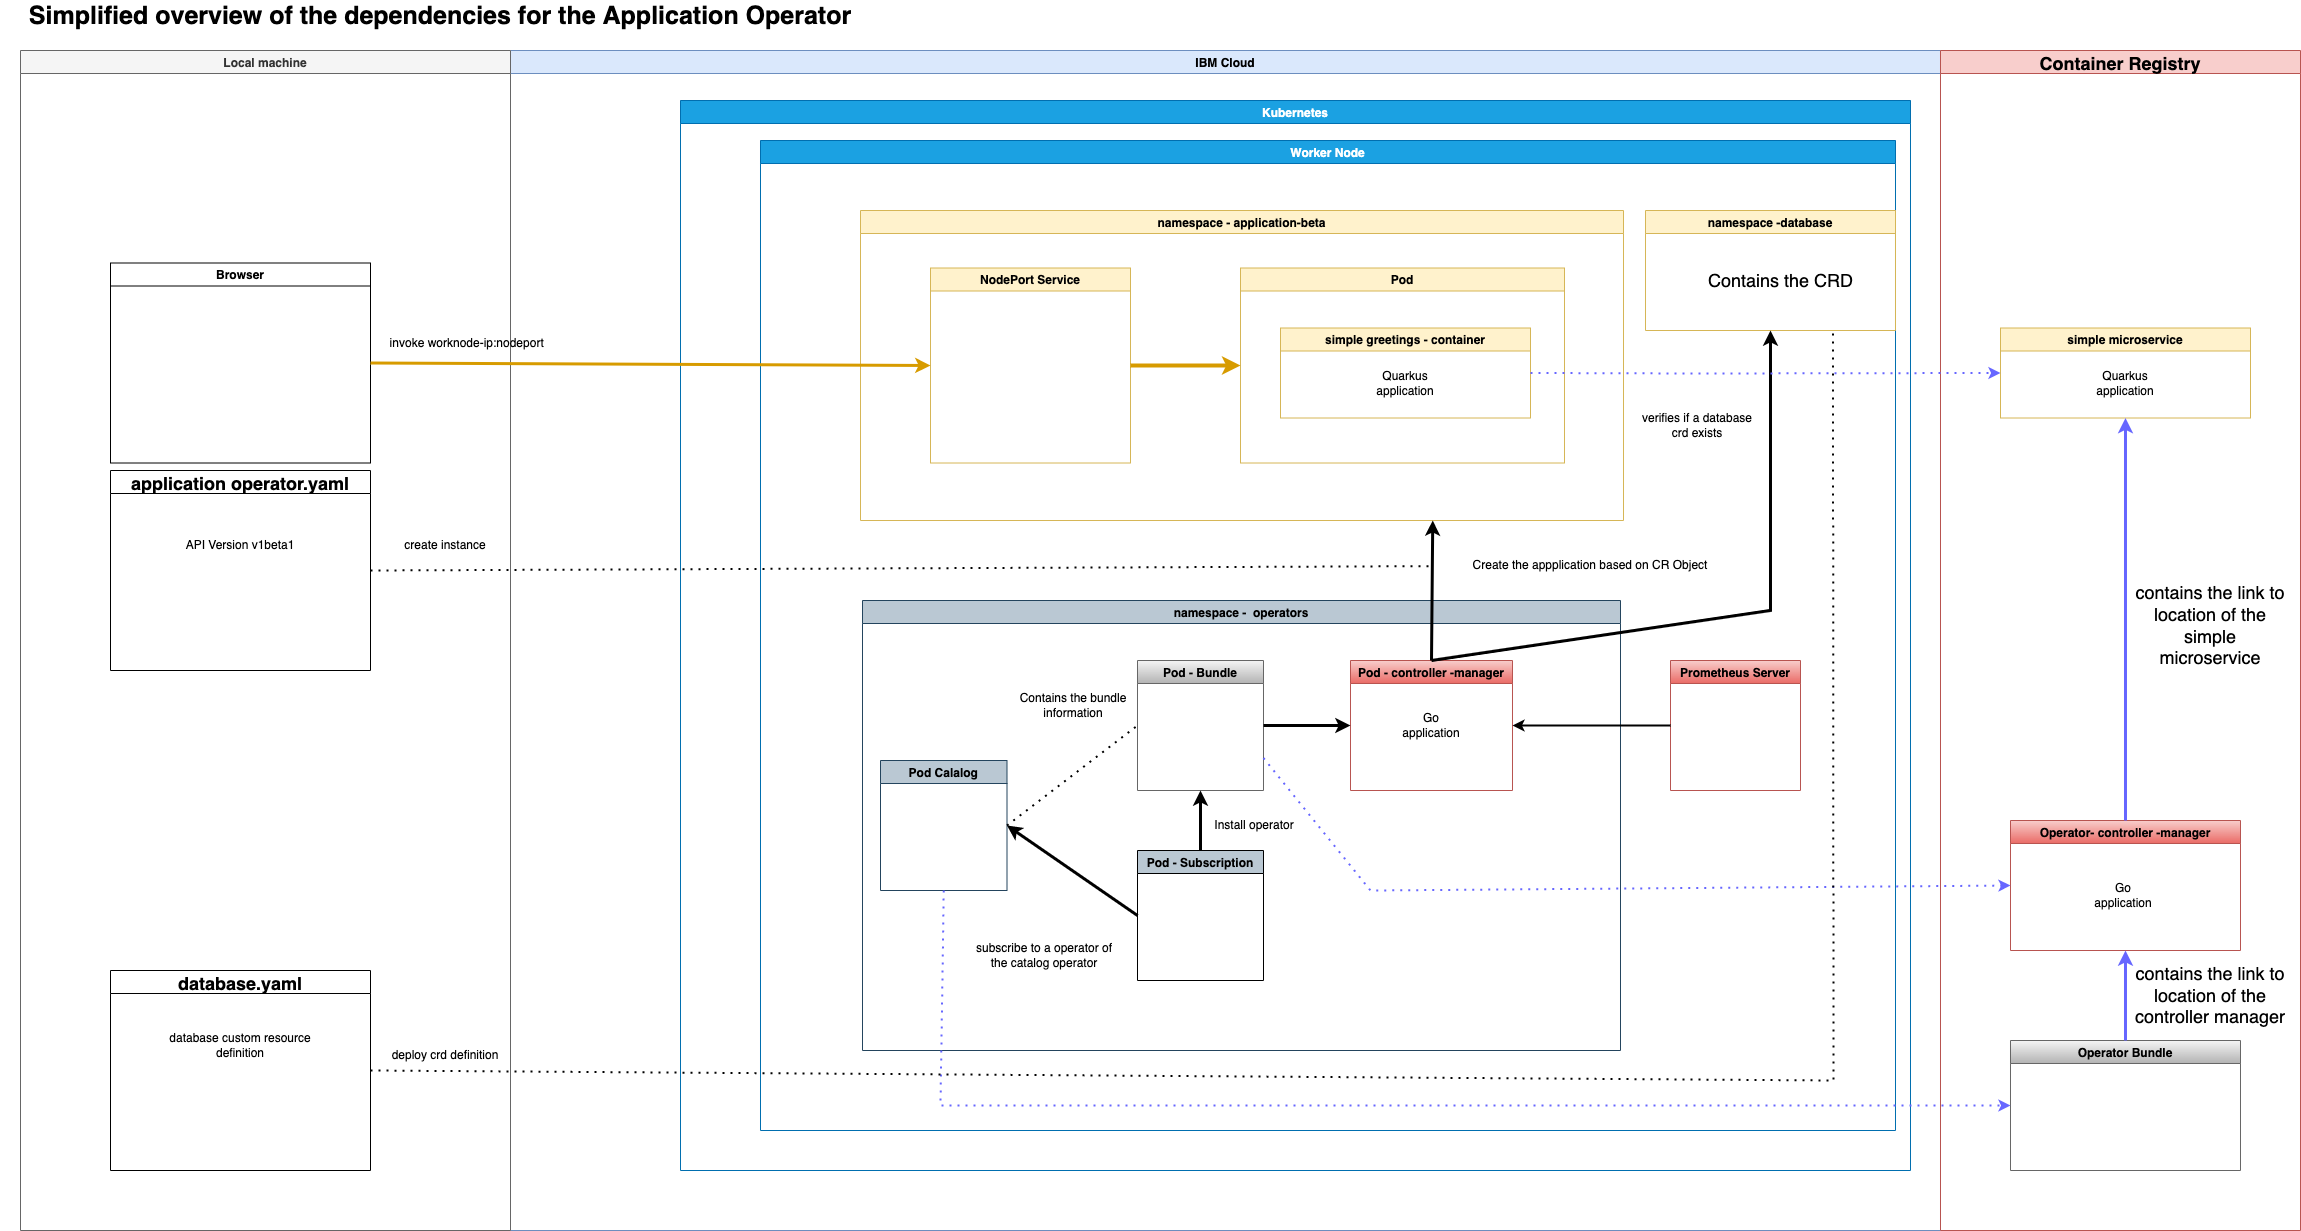 Simplified overview of the dependencies for the Application Operator
Local machine
IBM Cloud
Container Registry
Kubernetes
Worker Node
namespace - application-beta
namespace -database
Browser
NodePort Service
Pod
Contains the CRD
invoke worknode-ip:nodeport
simple greetings - container
Quarkus
application
simple microservice
Quarkus
application
verifies if a database
crd exists
application operator.yaml
API Version v1beta1
create instance
Create the appplication based on CR Object
namespace -  operators
contains the link to
location of the
simple
microservice
Pod - Bundle
Pod - controller -manager
Prometheus Server
Contains the bundle
information
Go
application
Pod Calalog
Install operator
Pod - Subscription
Operator- controller -manager
Go
application
subscribe to a operator of
the catalog operator
database.yaml
database custom resource
definition
deploy crd definition
contains the link to
location of the
controller manager
Operator Bundle